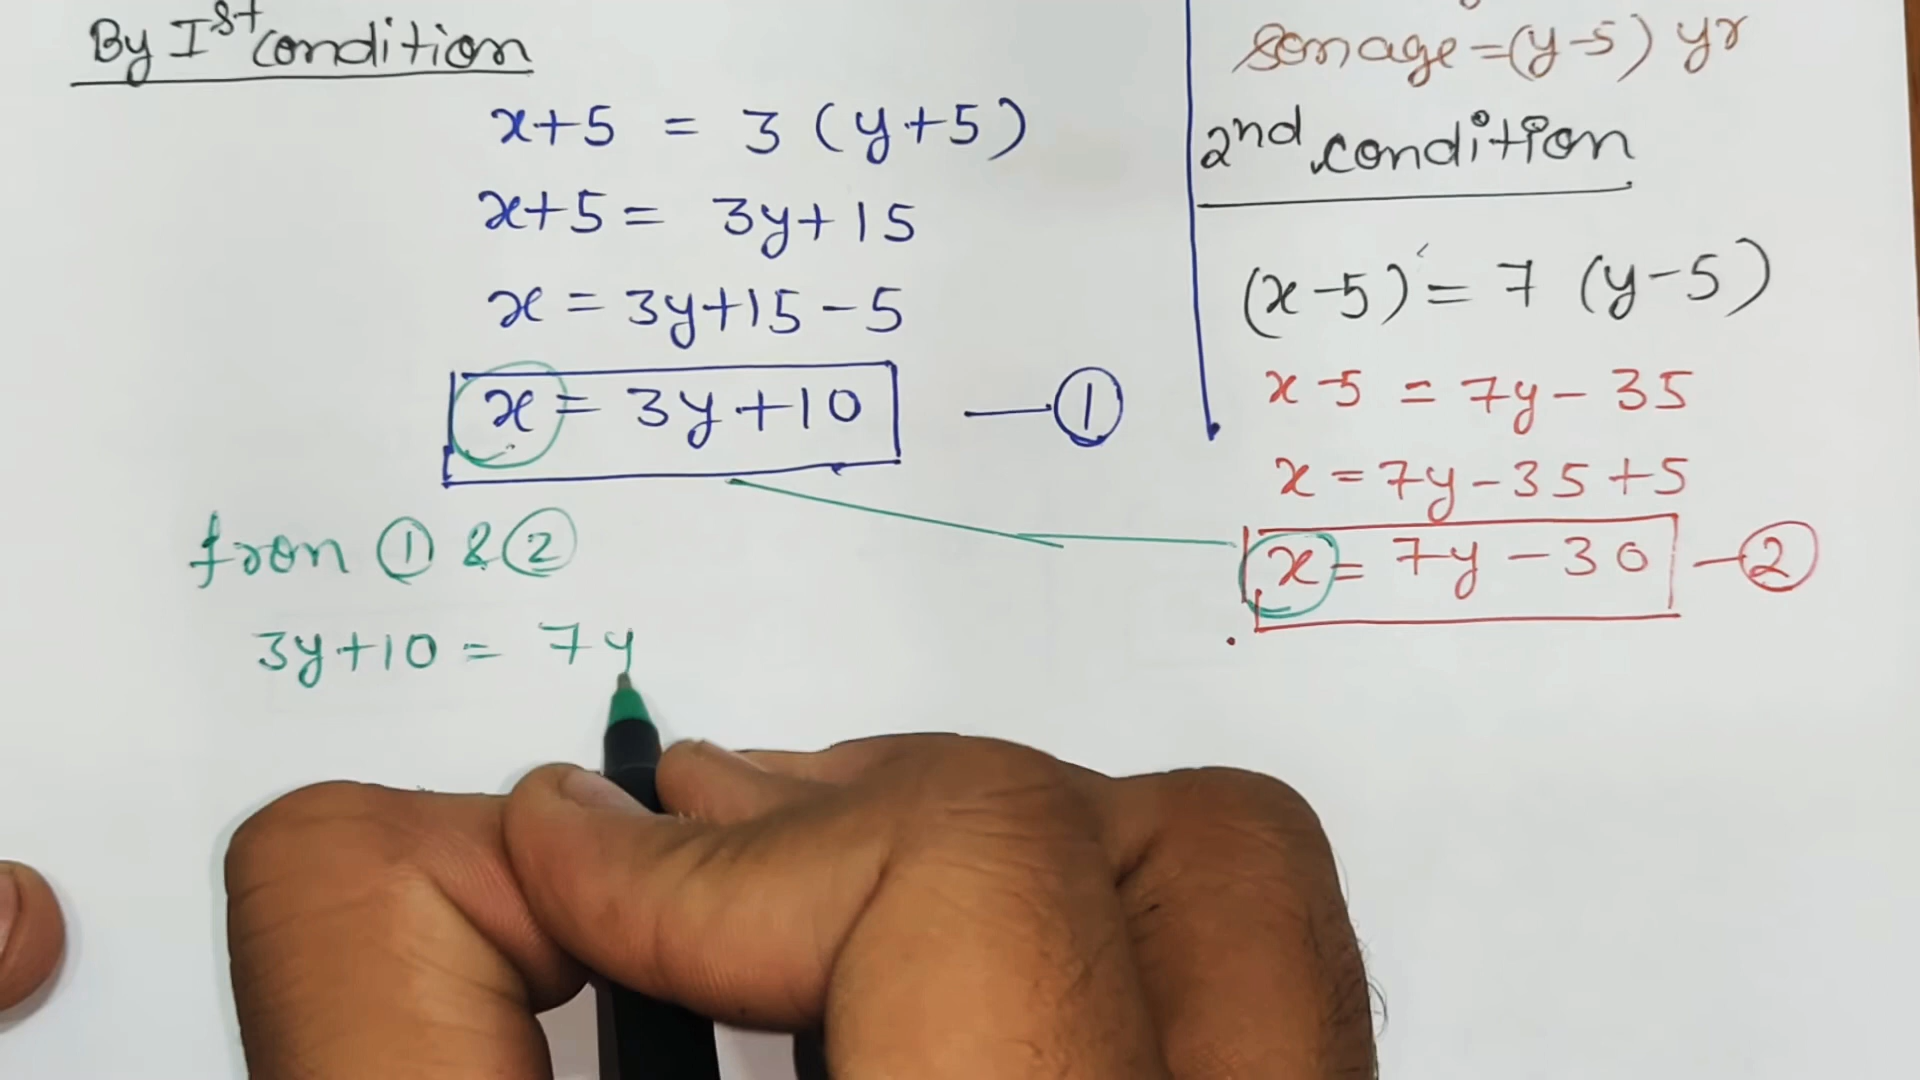 By Ist condition
x+5 = 3 (y+5)
x+5 = 3y+15
x = 3y+15-5
x = 3y+10 — ①
from ① & ②
3y+10 = 7y
son age = (y-5) yr
2nd condition
(x-5) = 7 (y-5)
x-5 = 7y-35
x = 7y-35+5
x = 7y-30 — ②